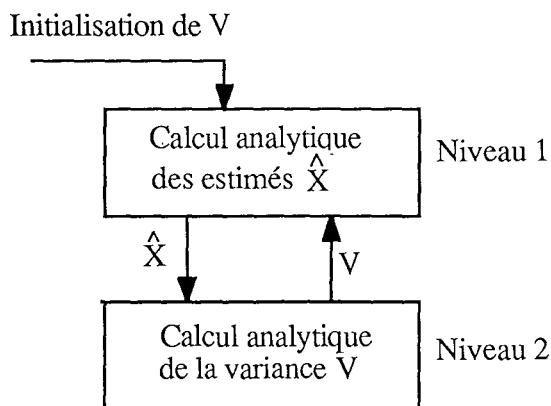 Initialisation de V
Calcul analytique
des estimés X̂
Niveau 1
X̂
V
Calcul analytique
de la variance V
Niveau 2